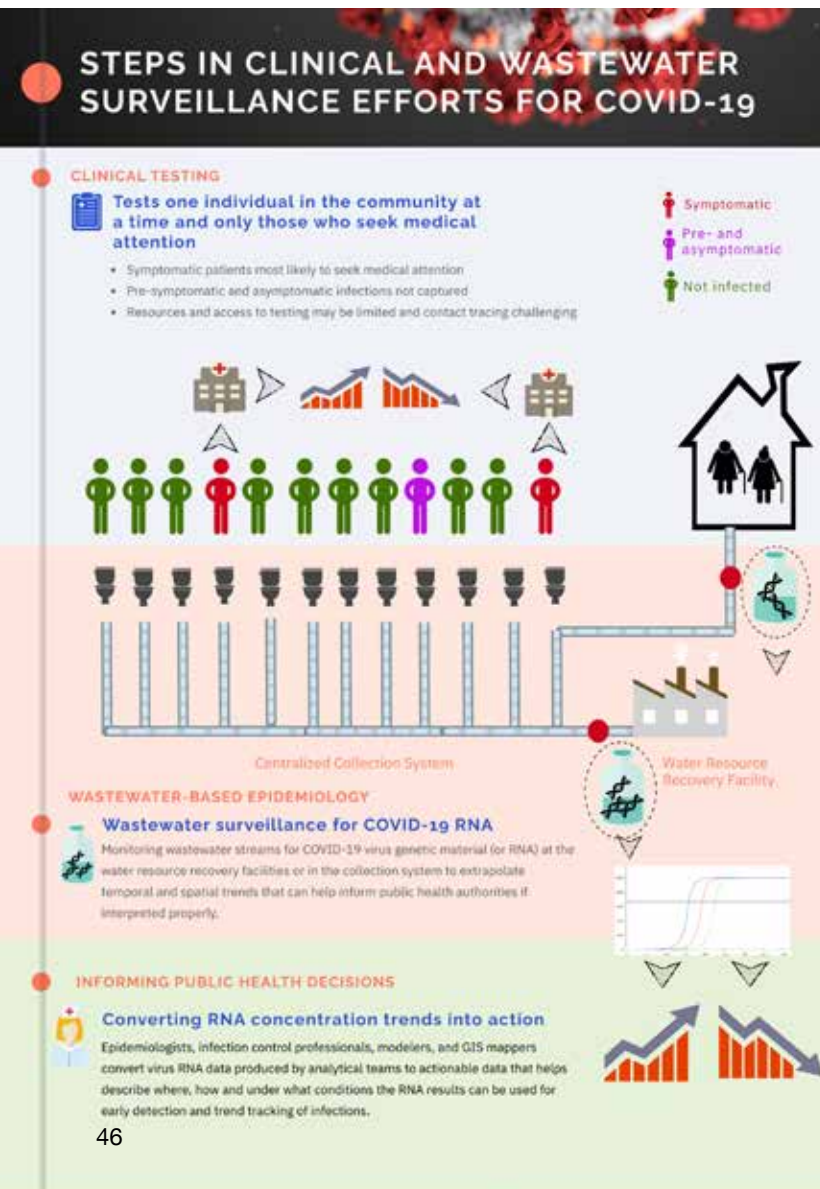 STEPS IN CLINICAL AND WASTEWATER
SURVEILLANCE EFFORTS FOR COVID-19
CLINICAL TESTING
Tests one individual in the community at
a time and only those who seek medical
attention
• Symptomatic patients most likely to seek medical attention
• Pre-symptomatic and asymptomatic infections not captured
• Resources and access to testing may be limited and contact tracing challenging
Symptomatic
Pre- and
asymptomatic
Not infected
Centralized Collection System
Water Resource
Recovery Facility
WASTEWATER-BASED EPIDEMIOLOGY
Wastewater surveillance for COVID-19 RNA
Monitoring wastewater streams for COVID-19 virus genetic material (or RNA) at the
water resource recovery facilities or in the collection system to extrapolate
temporal and spatial trends that can help inform public health authorities if
interpreted properly.
INFORMING PUBLIC HEALTH DECISIONS
Converting RNA concentration trends into action
Epidemiologists, infection control professionals, modelers, and GIS mappers
convert virus RNA data produced by analytical teams to actionable data that helps
describe where, how and under what conditions the RNA results can be used for
early detection and trend tracking of infections.
46